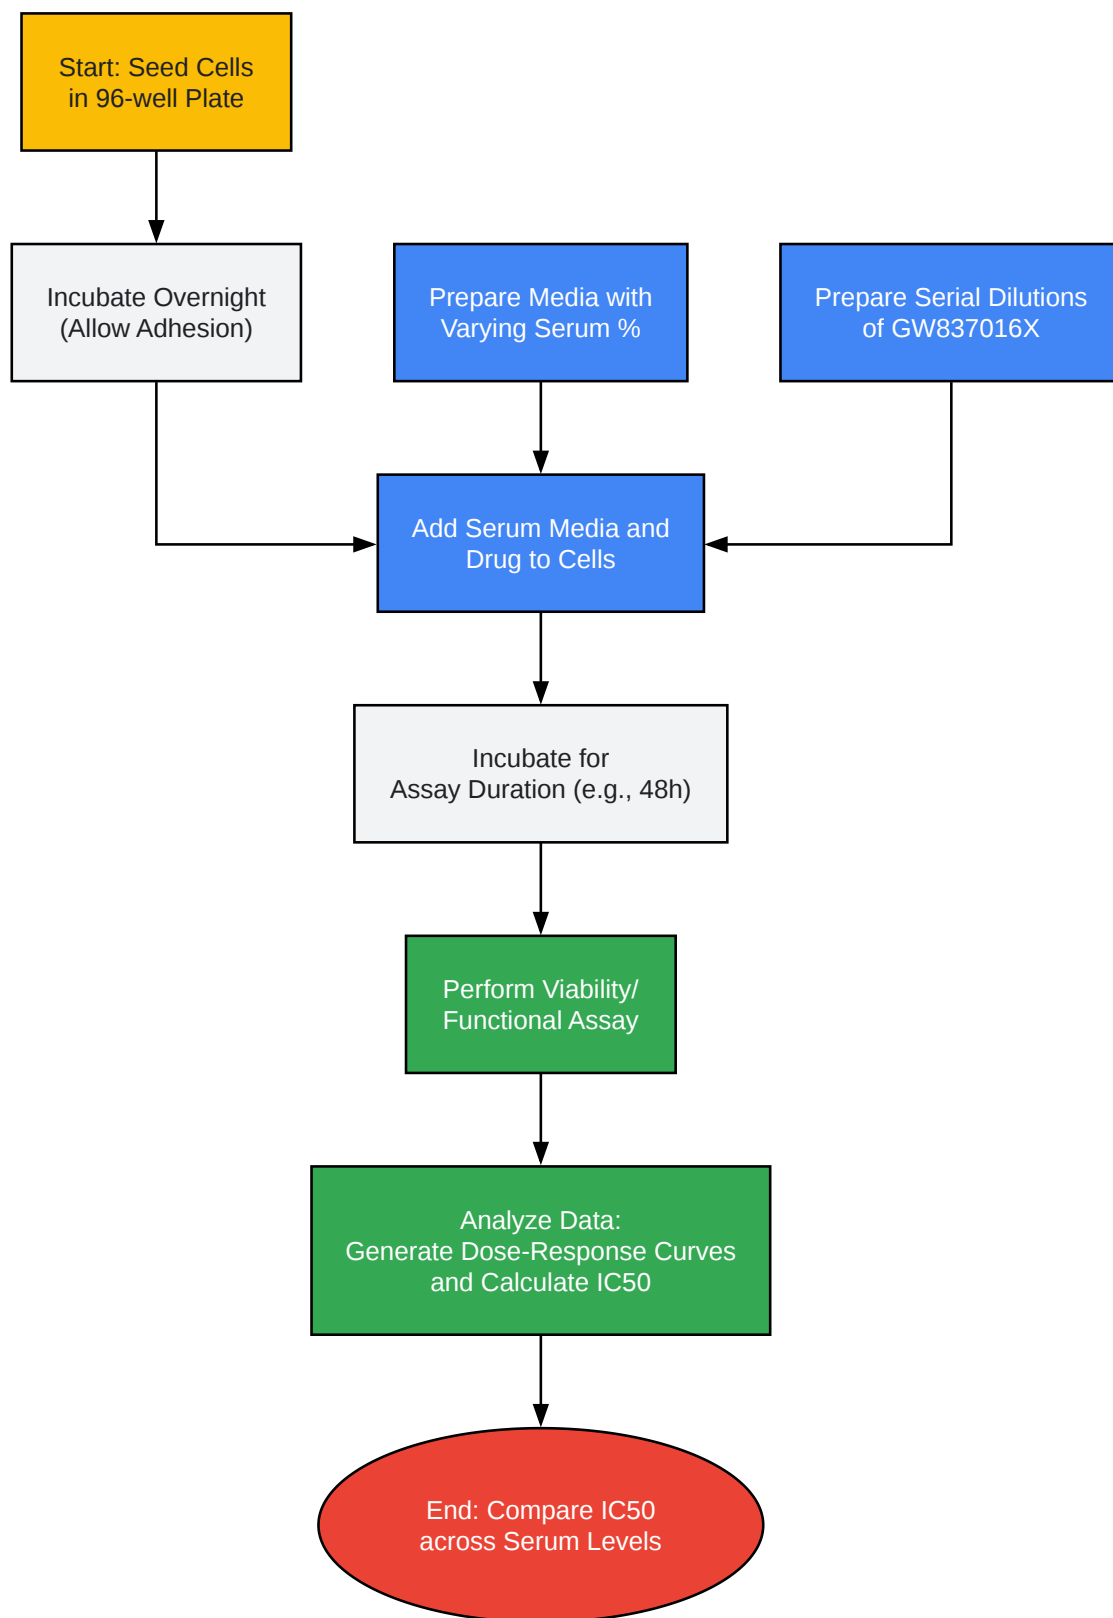 Start: Seed Cells
in 96-well Plate
Incubate Overnight
(Allow Adhesion)
Prepare Media with
Varying Serum %
Prepare Serial Dilutions
of GW837016X
Add Serum Media and
Drug to Cells
Incubate for
Assay Duration (e.g., 48h)
Perform Viability/
Functional Assay
Analyze Data:
Generate Dose-Response Curves
and Calculate IC50
End: Compare IC50
across Serum Levels